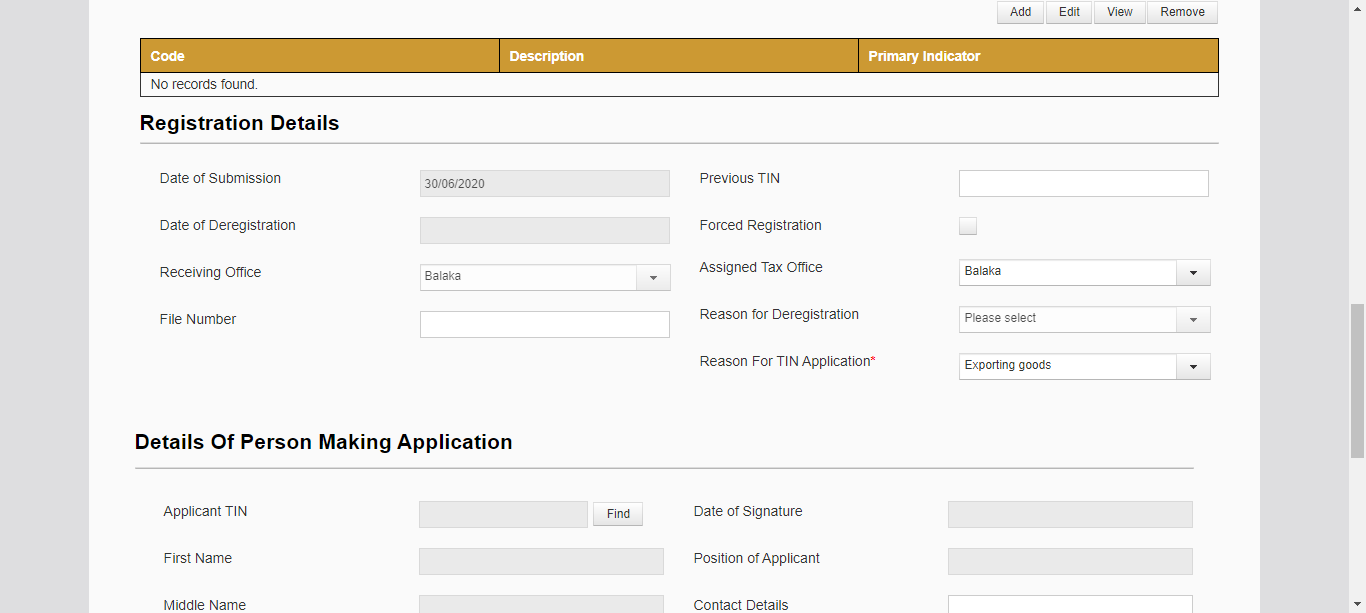 Add Edit View Remove
Code Description Primary Indicator
No records found.
Registration Details
Date of Submission 30/06/2020 Previous TIN
Date of Deregistration Forced Registration
Receiving Office Balaka Assigned Tax Office Balaka
File Number Reason for Deregistration Please select
Reason For TIN Application* Exporting goods
Details Of Person Making Application
Applicant TIN Find Date of Signature
First Name Position of Applicant
Middle Name Contact Details